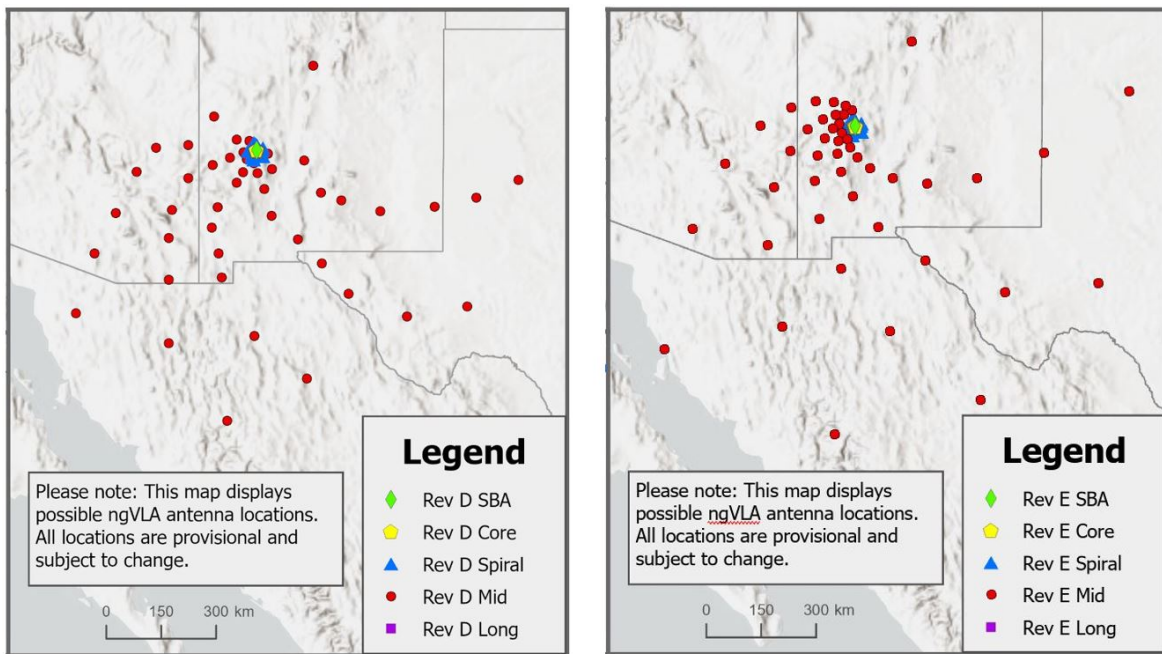 Please note: This map displays
possible ngVLA antenna locations.
All locations are provisional and
subject to change.
0 150 300 km
Legend
Rev D SBA
Rev D Core
Rev D Spiral
Rev D Mid
Rev D Long
Please note: This map displays
possible ngVLA antenna locations.
All locations are provisional and
subject to change.
0 150 300 km
Legend
Rev E SBA
Rev E Core
Rev E Spiral
Rev E Mid
Rev E Long